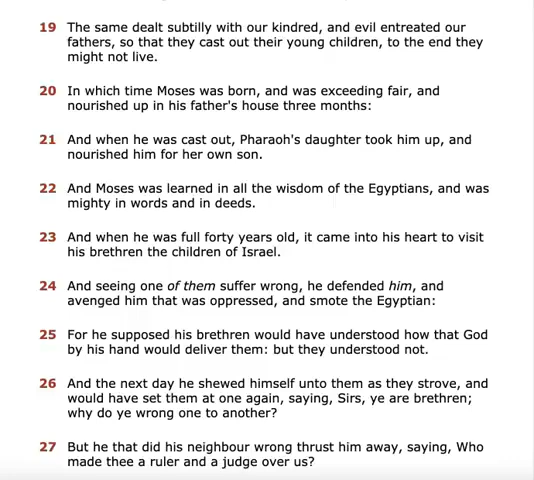 19 The same dealt subtilly with our kindred, and evil entreated our
fathers, so that they cast out their young children, to the end they
might not live.
20 In which time Moses was born, and was exceeding fair, and
nourished up in his father's house three months:
21 And when he was cast out, Pharaoh's daughter took him up, and
nourished him for her own son.
22 And Moses was learned in all the wisdom of the Egyptians, and was
mighty in words and in deeds.
23 And when he was full forty years old, it came into his heart to visit
his brethren the children of Israel.
24 And seeing one of them suffer wrong, he defended him, and
avenged him that was oppressed, and smote the Egyptian:
25 For he supposed his brethren would have understood how that God
by his hand would deliver them: but they understood not.
26 And the next day he shewed himself unto them as they strove, and
would have set them at one again, saying, Sirs, ye are brethren;
why do ye wrong one to another?
27 But he that did his neighbour wrong thrust him away, saying, Who
made thee a ruler and a judge over us?